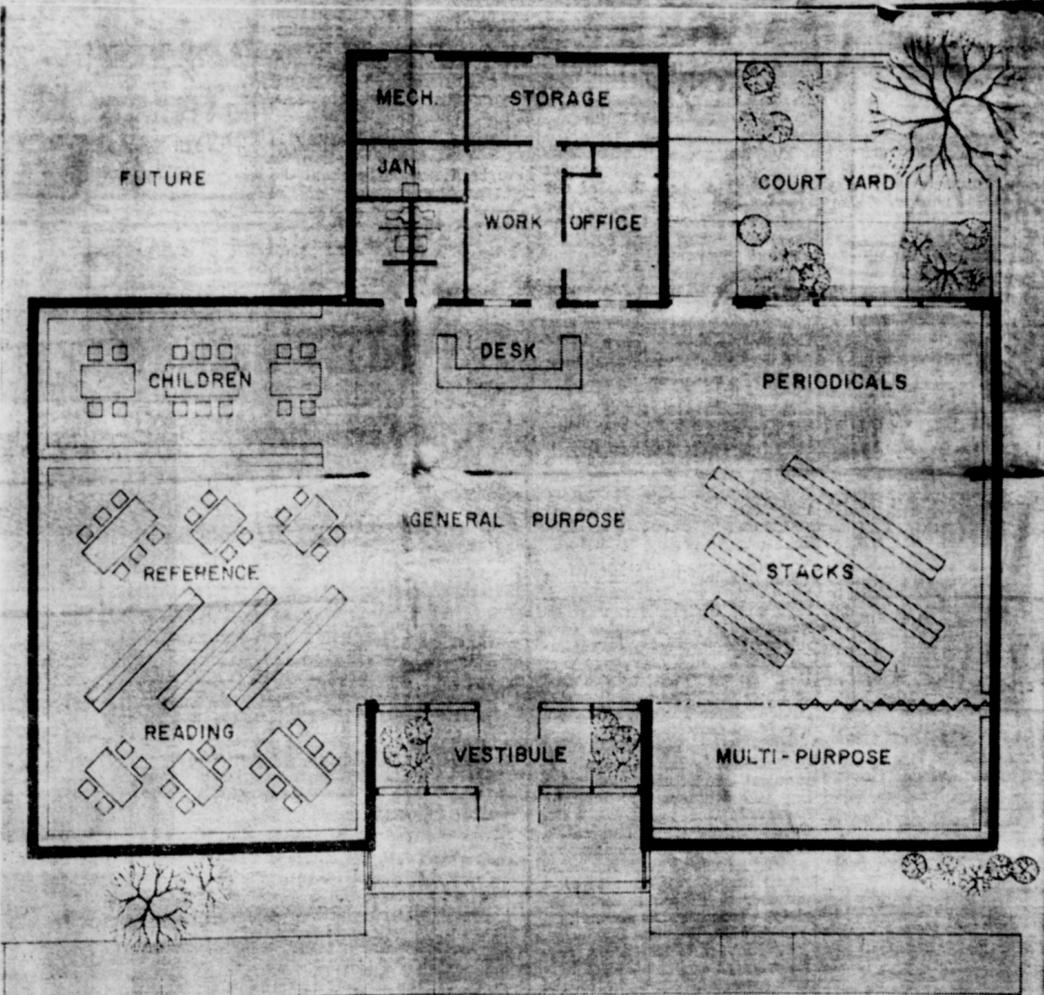 MECH.
STORAGE
JAN
FUTURE
COURT YARD
WORK
OFFICE
DESK
CHILDREN
PERIODICALS
GENERAL PURPOSE
REFERENCE
STACKS
READING
VESTIBULE
MULTI-PURPOSE